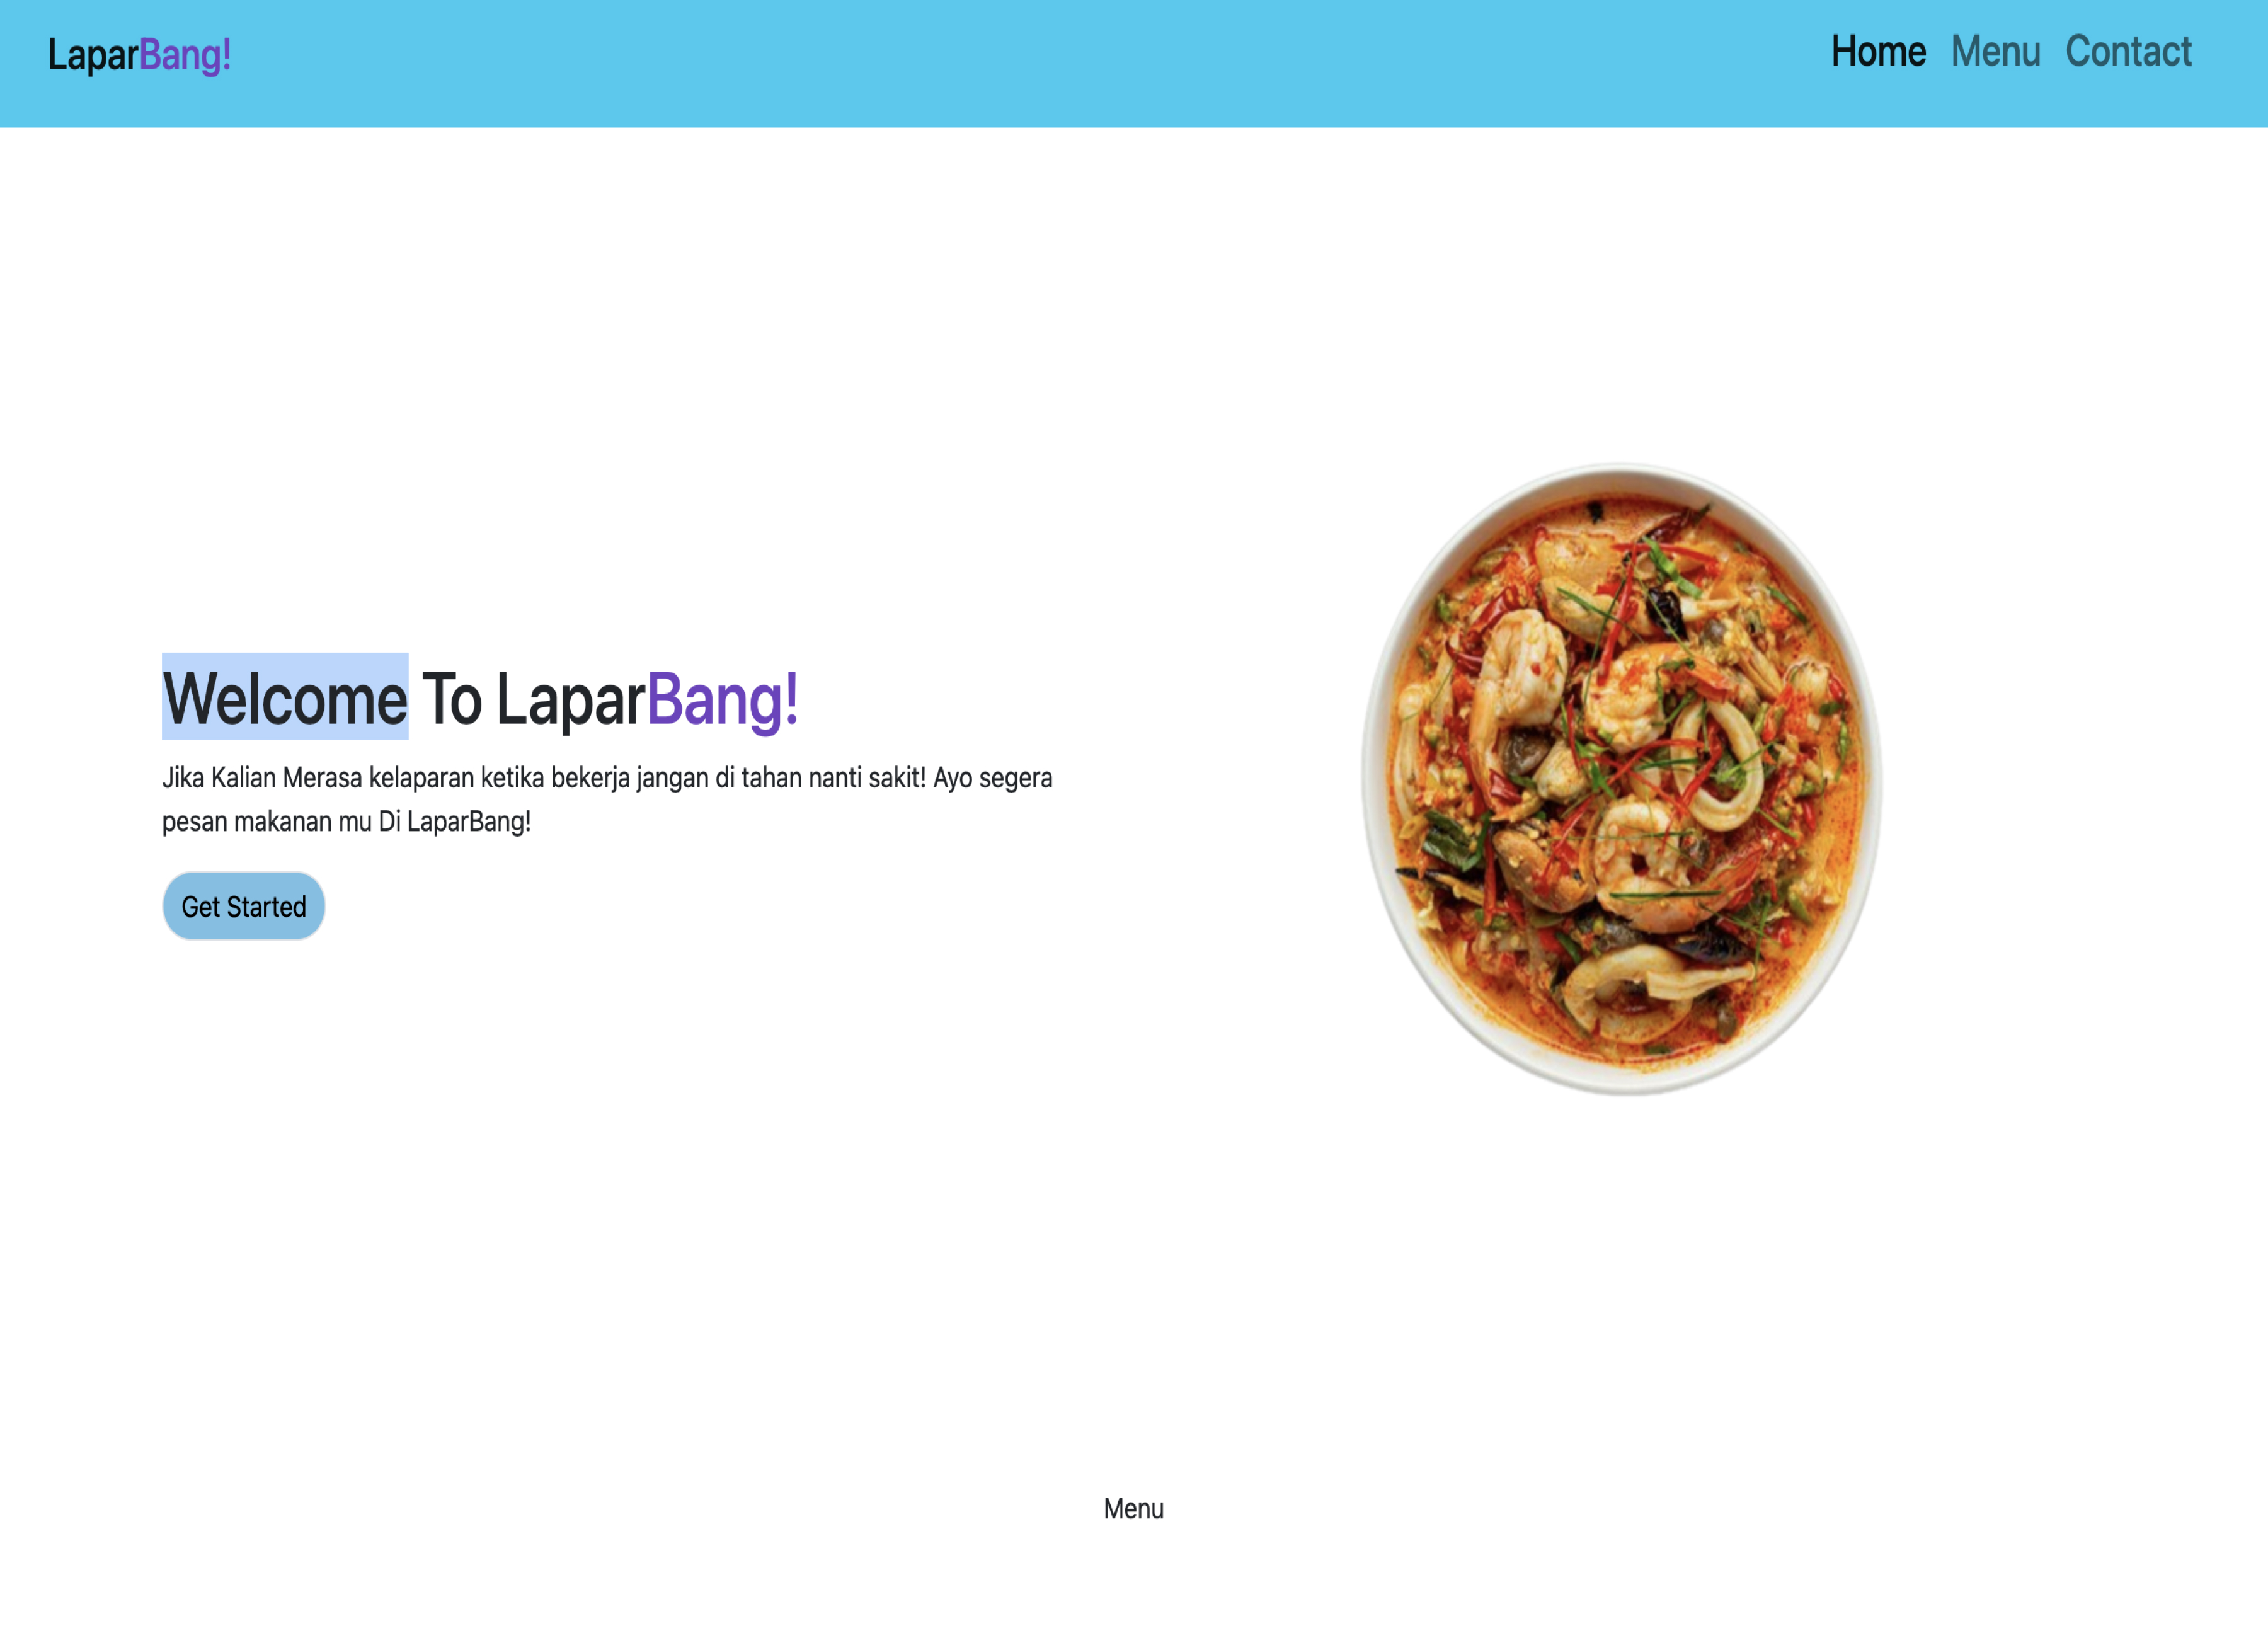 LaparBang!
Home Menu Contact
Welcome To LaparBang!
Jika Kalian Merasa kelaparan ketika bekerja jangan di tahan nanti sakit! Ayo segera
pesan makanan mu Di LaparBang!
Get Started
Menu